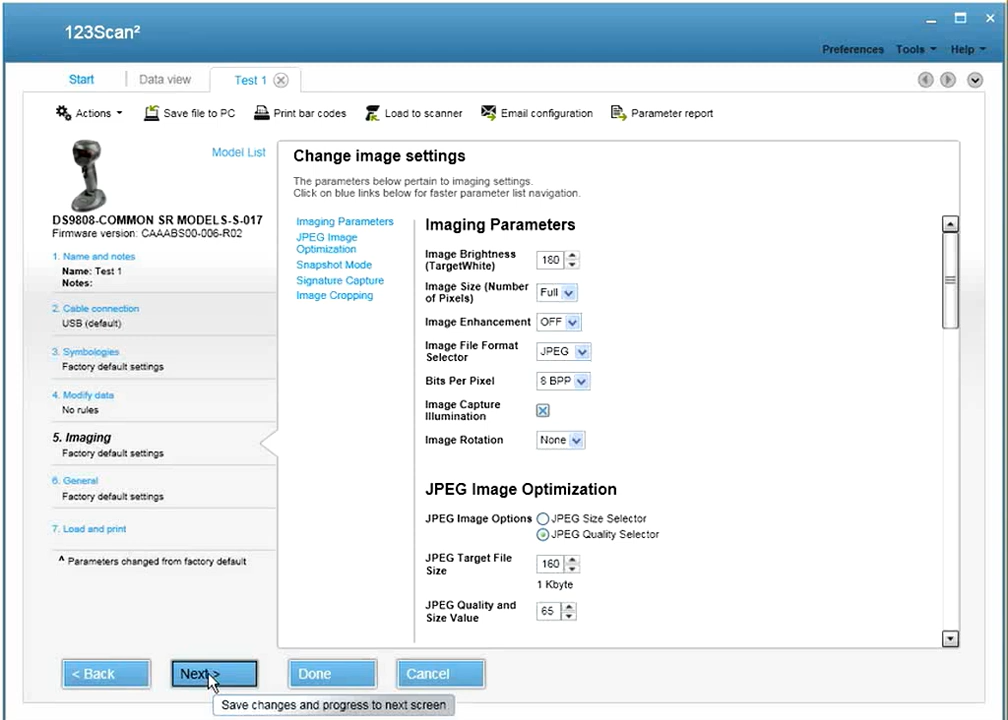 123Scan²
Preferences Tools Help
Start Data view Test 1
Actions Save file to PC Print bar codes Load to scanner Email configuration Parameter report
Model List
DS9808-COMMON SR MODELS-S-017
Firmware version: CAAABS00-006-R02
1. Name and notes
Name: Test 1
Notes:
2. Cable connection
USB (default)
3. Symbologies
Factory default settings
4. Modify data
No rules
5. Imaging
Factory default settings
6. General
Factory default settings
7. Load and print
^ Parameters changed from factory default
Change image settings
The parameters below pertain to imaging settings.
Click on blue links below for faster parameter list navigation.
Imaging Parameters
JPEG Image
Optimization
Snapshot Mode
Signature Capture
Image Cropping
Imaging Parameters
Image Brightness
(TargetWhite) 180
Image Size (Number
of Pixels) Full
Image Enhancement OFF
Image File Format
Selector JPEG
Bits Per Pixel 8 BPP
Image Capture
Illumination
Image Rotation None
JPEG Image Optimization
JPEG Image Options JPEG Size Selector
JPEG Quality Selector
JPEG Target File
Size 160
1 Kbyte
JPEG Quality and
Size Value 65
< Back Next > Done Cancel
Save changes and progress to next screen